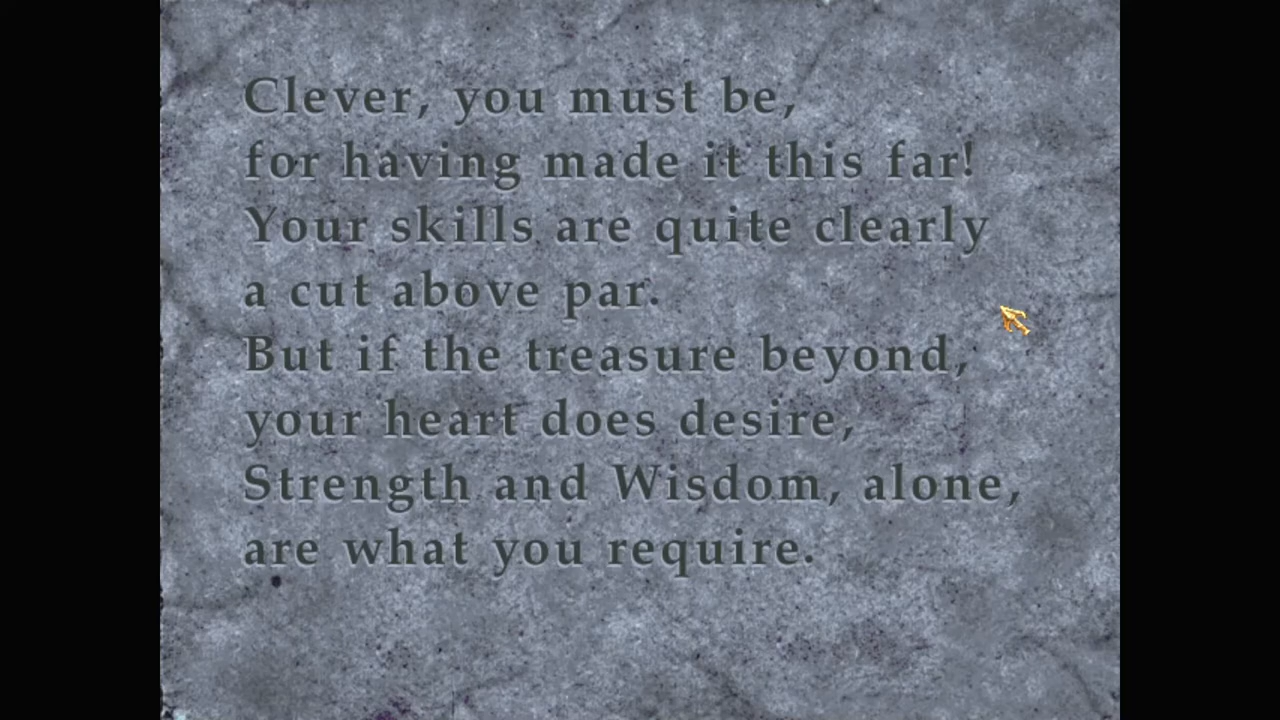 Clever, you must be,
for having made it this far!
Your skills are quite clearly
a cut above par.
But if the treasure beyond,
your heart does desire,
Strength and Wisdom, alone,
are what you require.